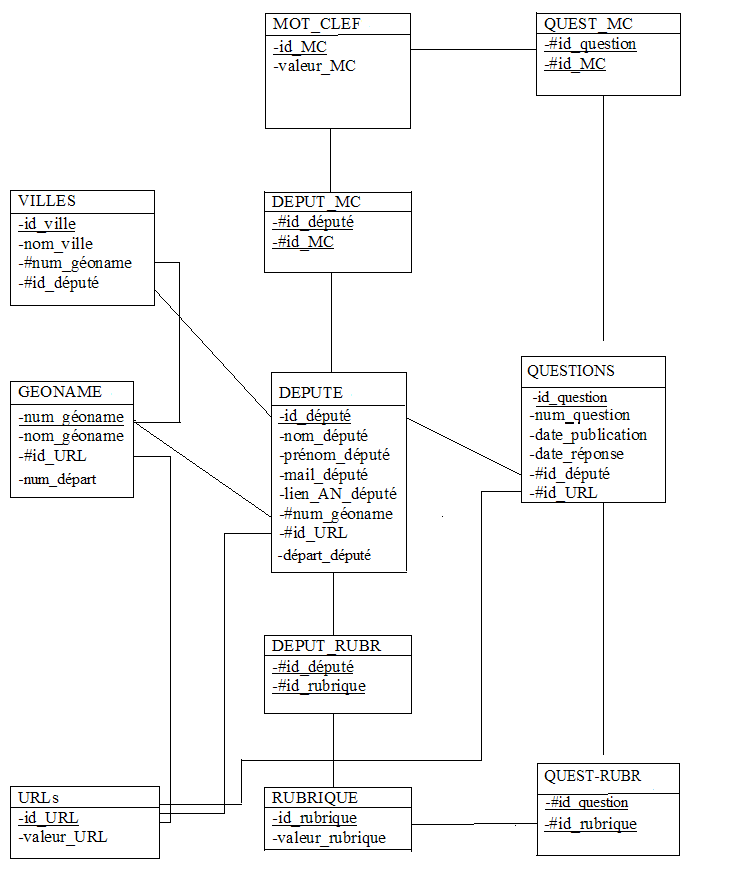 MOT_CLEF
-id_MC
-valeur_MC
QUEST_MC
-#id_question
-#id_MC
VILLES
-id_ville
-nom_ville
-#num_géoname
-#id_député
DEPUT_MC
-#id_député
-#id_MC
GEONAME
-num_géoname
-nom_géoname
-#id_URL
-num_départ
DEPUTE
-id_député
-nom_député
-prénom_député
-mail_député
-lien_AN_député
-#num_géoname
-#id_URL
-départ_député
QUESTIONS
-id_question
-num_question
-date_publication
-date_réponse
-#id_député
-#id_URL
DEPUT_RUBR
-#id_député
-#id_rubrique
URLs
-id_URL
-valeur_URL
RUBRIQUE
-id_rubrique
-valeur_rubrique
QUEST-RUBR
-#id_question
-#id_rubrique